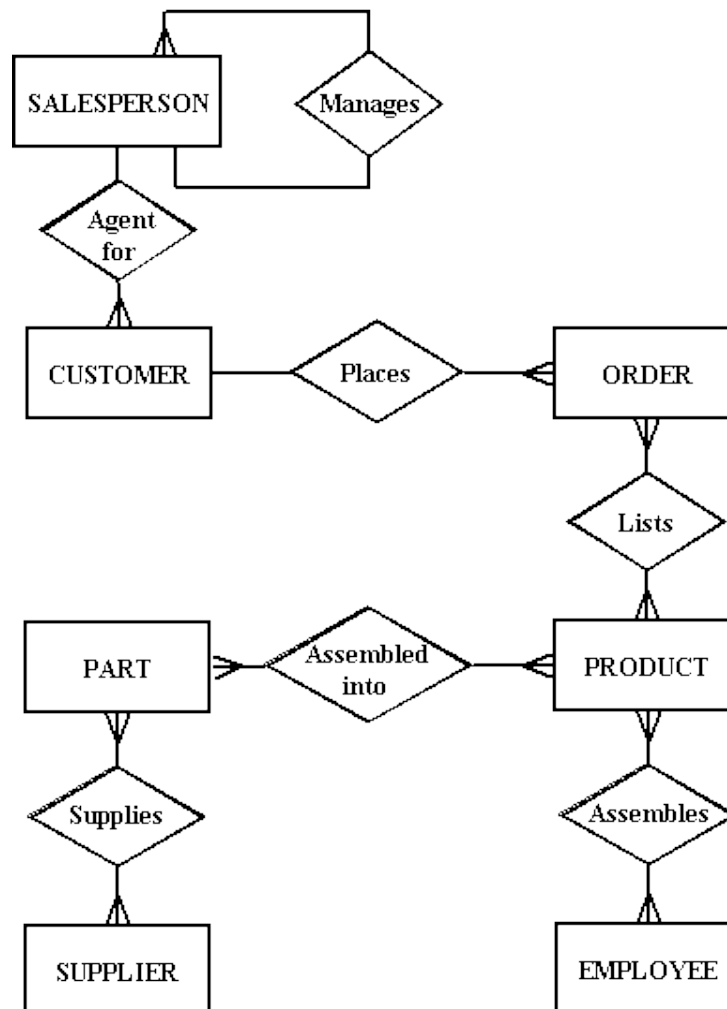 SALESPERSON
Manages
Agent
for
CUSTOMER
Places
ORDER
Lists
PART
Assembled
into
PRODUCT
Supplies
Assembles
SUPPLIER
EMPLOYEE